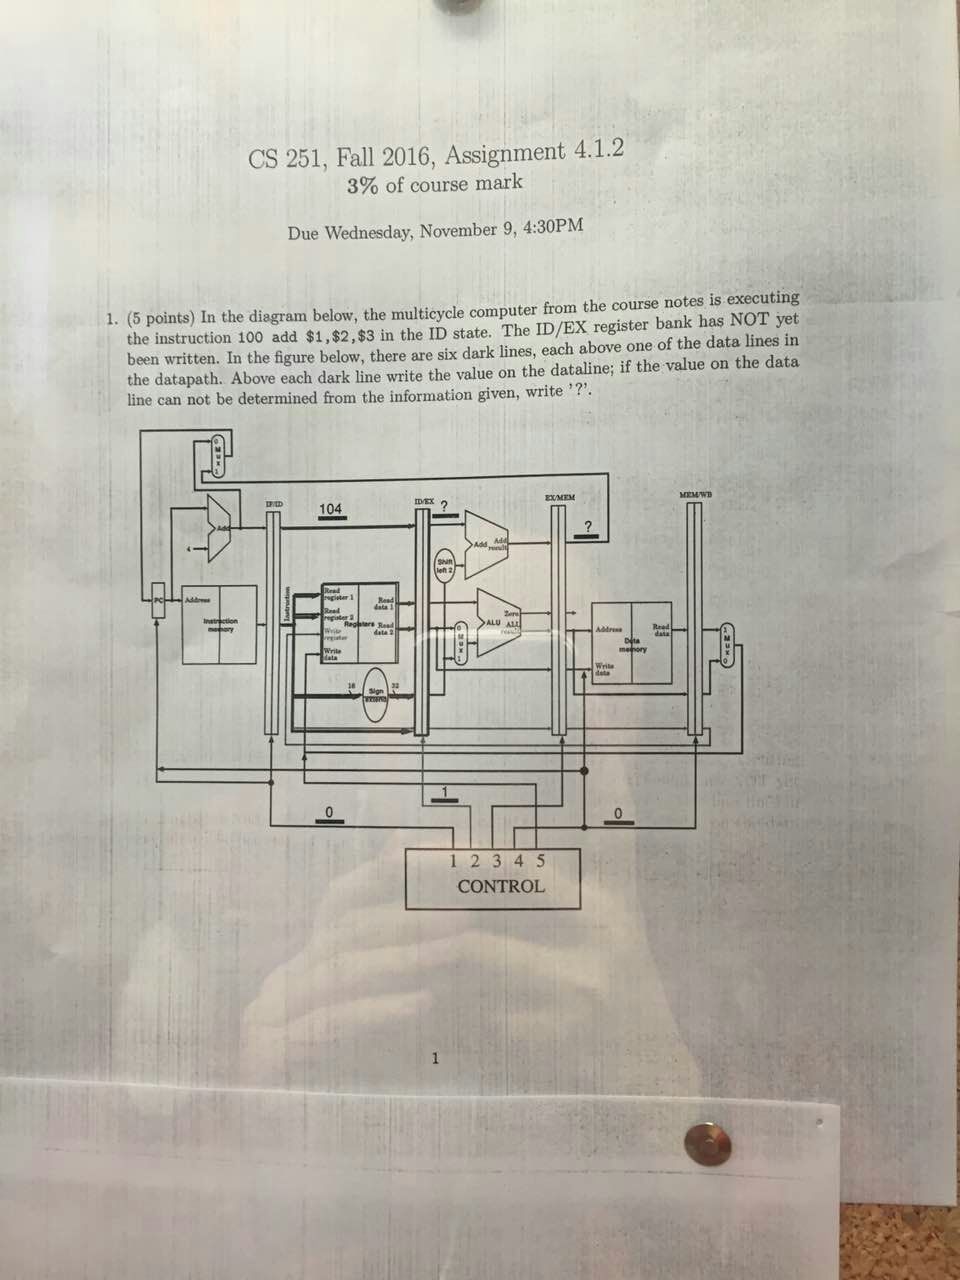 CS 251, Fall 2016, Assignment 4.1.2
3% of course mark
Due Wednesday, November 9, 4:30PM
1. (5 points) In the diagram below, the multicycle computer from the course notes is executing
the instruction 100 add $1,$2,$3 in the ID state. The ID/EX register bank has NOT yet
been written. In the figure below, there are six dark lines, each above one of the data lines in
the datapath. Above each dark line write the value on the dataline; if the value on the data
line can not be determined from the information given, write '?'.
0
M
u
x
1
IF/ID
104
ID/EX
?
EX/MEM
MEM/WB
Add
4
?
Add
Add
result
Shift
left 2
PC
Address
Instruction
memory
Instruction
Read
register 1
Read
register 2
Write
register
Write
data
Registers
Read
data 1
Read
data 2
0
M
u
x
1
Zero
ALU
result
Address
Read
data
Data
memory
Write
data
1
M
u
x
0
16
Sign
extend
32
0
1
0
1 2 3 4 5
CONTROL
1